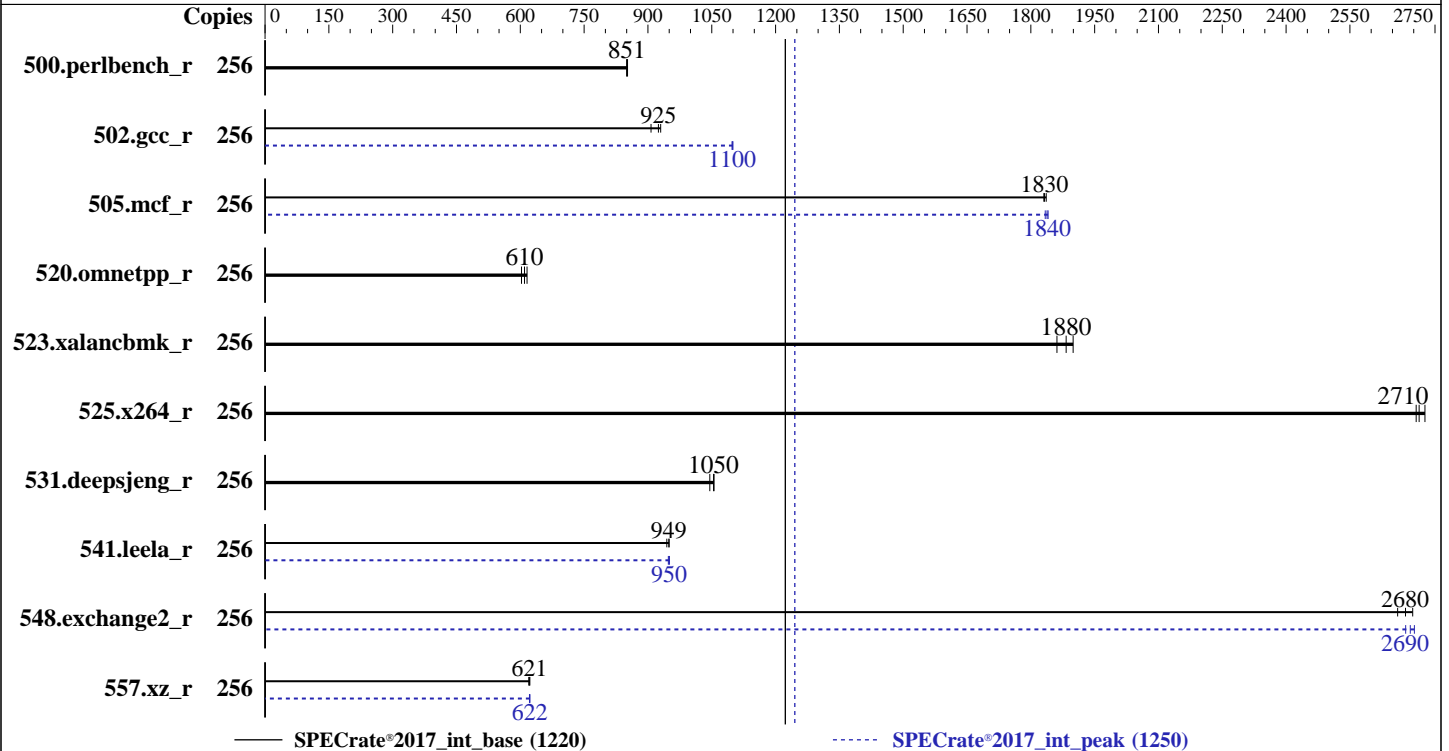 Copies 0 150 300 450 600 750 900 1050 1200 1350 1500 1650 1800 1950 2100 2250 2400 2550 2750
500.perlbench_r 256 851
502.gcc_r 256 925
1100
505.mcf_r 256 1830
1840
520.omnetpp_r 256 610
523.xalancbmk_r 256 1880
525.x264_r 256 2710
531.deepsjeng_r 256 1050
541.leela_r 256 949
950
548.exchange2_r 256 2680
2690
557.xz_r 256 621
622
SPECrate®2017_int_base (1220) SPECrate®2017_int_peak (1250)